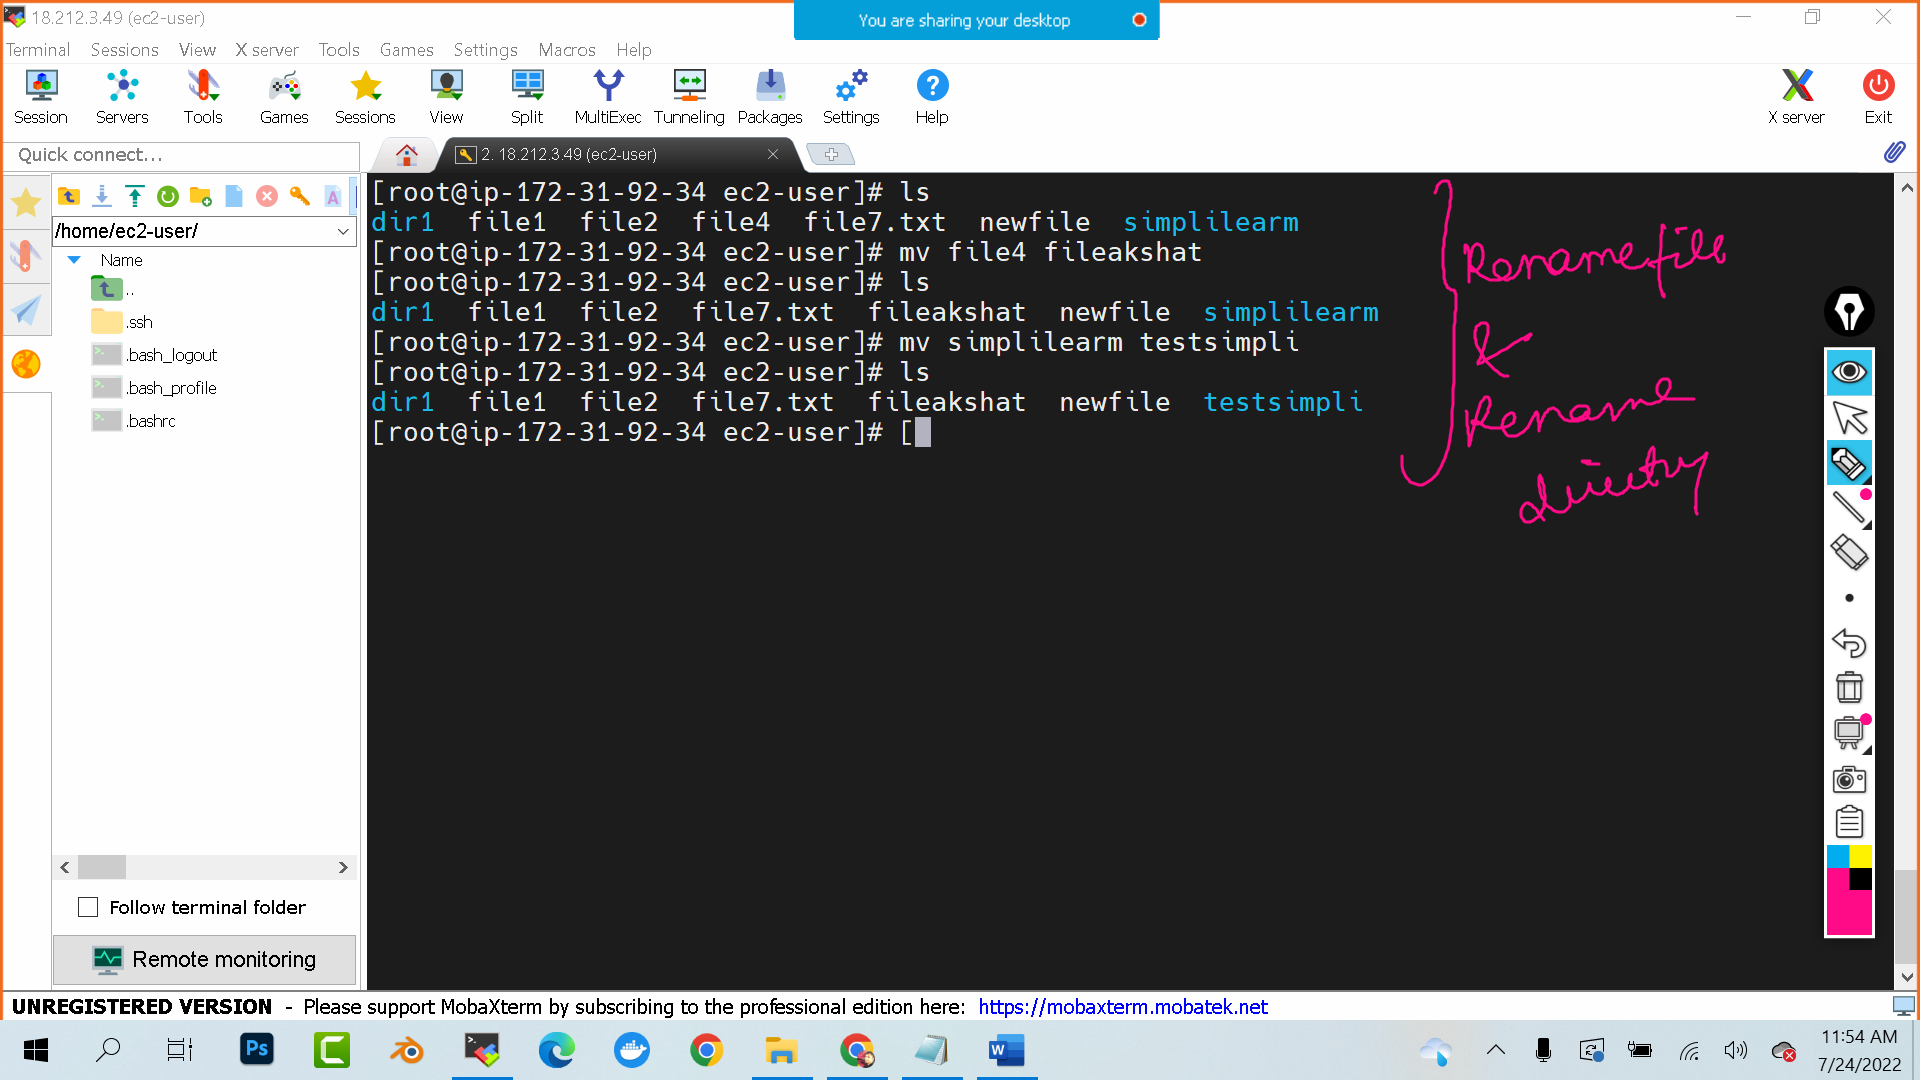 18.212.3.49 (ec2-user)
You are sharing your desktop
Terminal Sessions View X server Tools Games Settings Macros Help
Session Servers Tools Games Sessions View Split MultiExec Tunneling Packages Settings Help X server Exit
Quick connect...
2. 18.212.3.49 (ec2-user)
/home/ec2-user/
Name
..
.ssh
.bash_logout
.bash_profile
.bashrc
[root@ip-172-31-92-34 ec2-user]# ls
dir1 file1 file2 file4 file7.txt newfile simplilearm
[root@ip-172-31-92-34 ec2-user]# mv file4 fileakshat
[root@ip-172-31-92-34 ec2-user]# ls
dir1 file1 file2 file7.txt fileakshat newfile simplilearm
[root@ip-172-31-92-34 ec2-user]# mv simplilearm testsimpli
[root@ip-172-31-92-34 ec2-user]# ls
dir1 file1 file2 file7.txt fileakshat newfile testsimpli
[root@ip-172-31-92-34 ec2-user]# [
Rename file
&
Rename
directry
Follow terminal folder
Remote monitoring
UNREGISTERED VERSION - Please support MobaXterm by subscribing to the professional edition here: https://mobaxterm.mobatek.net
11:54 AM
7/24/2022